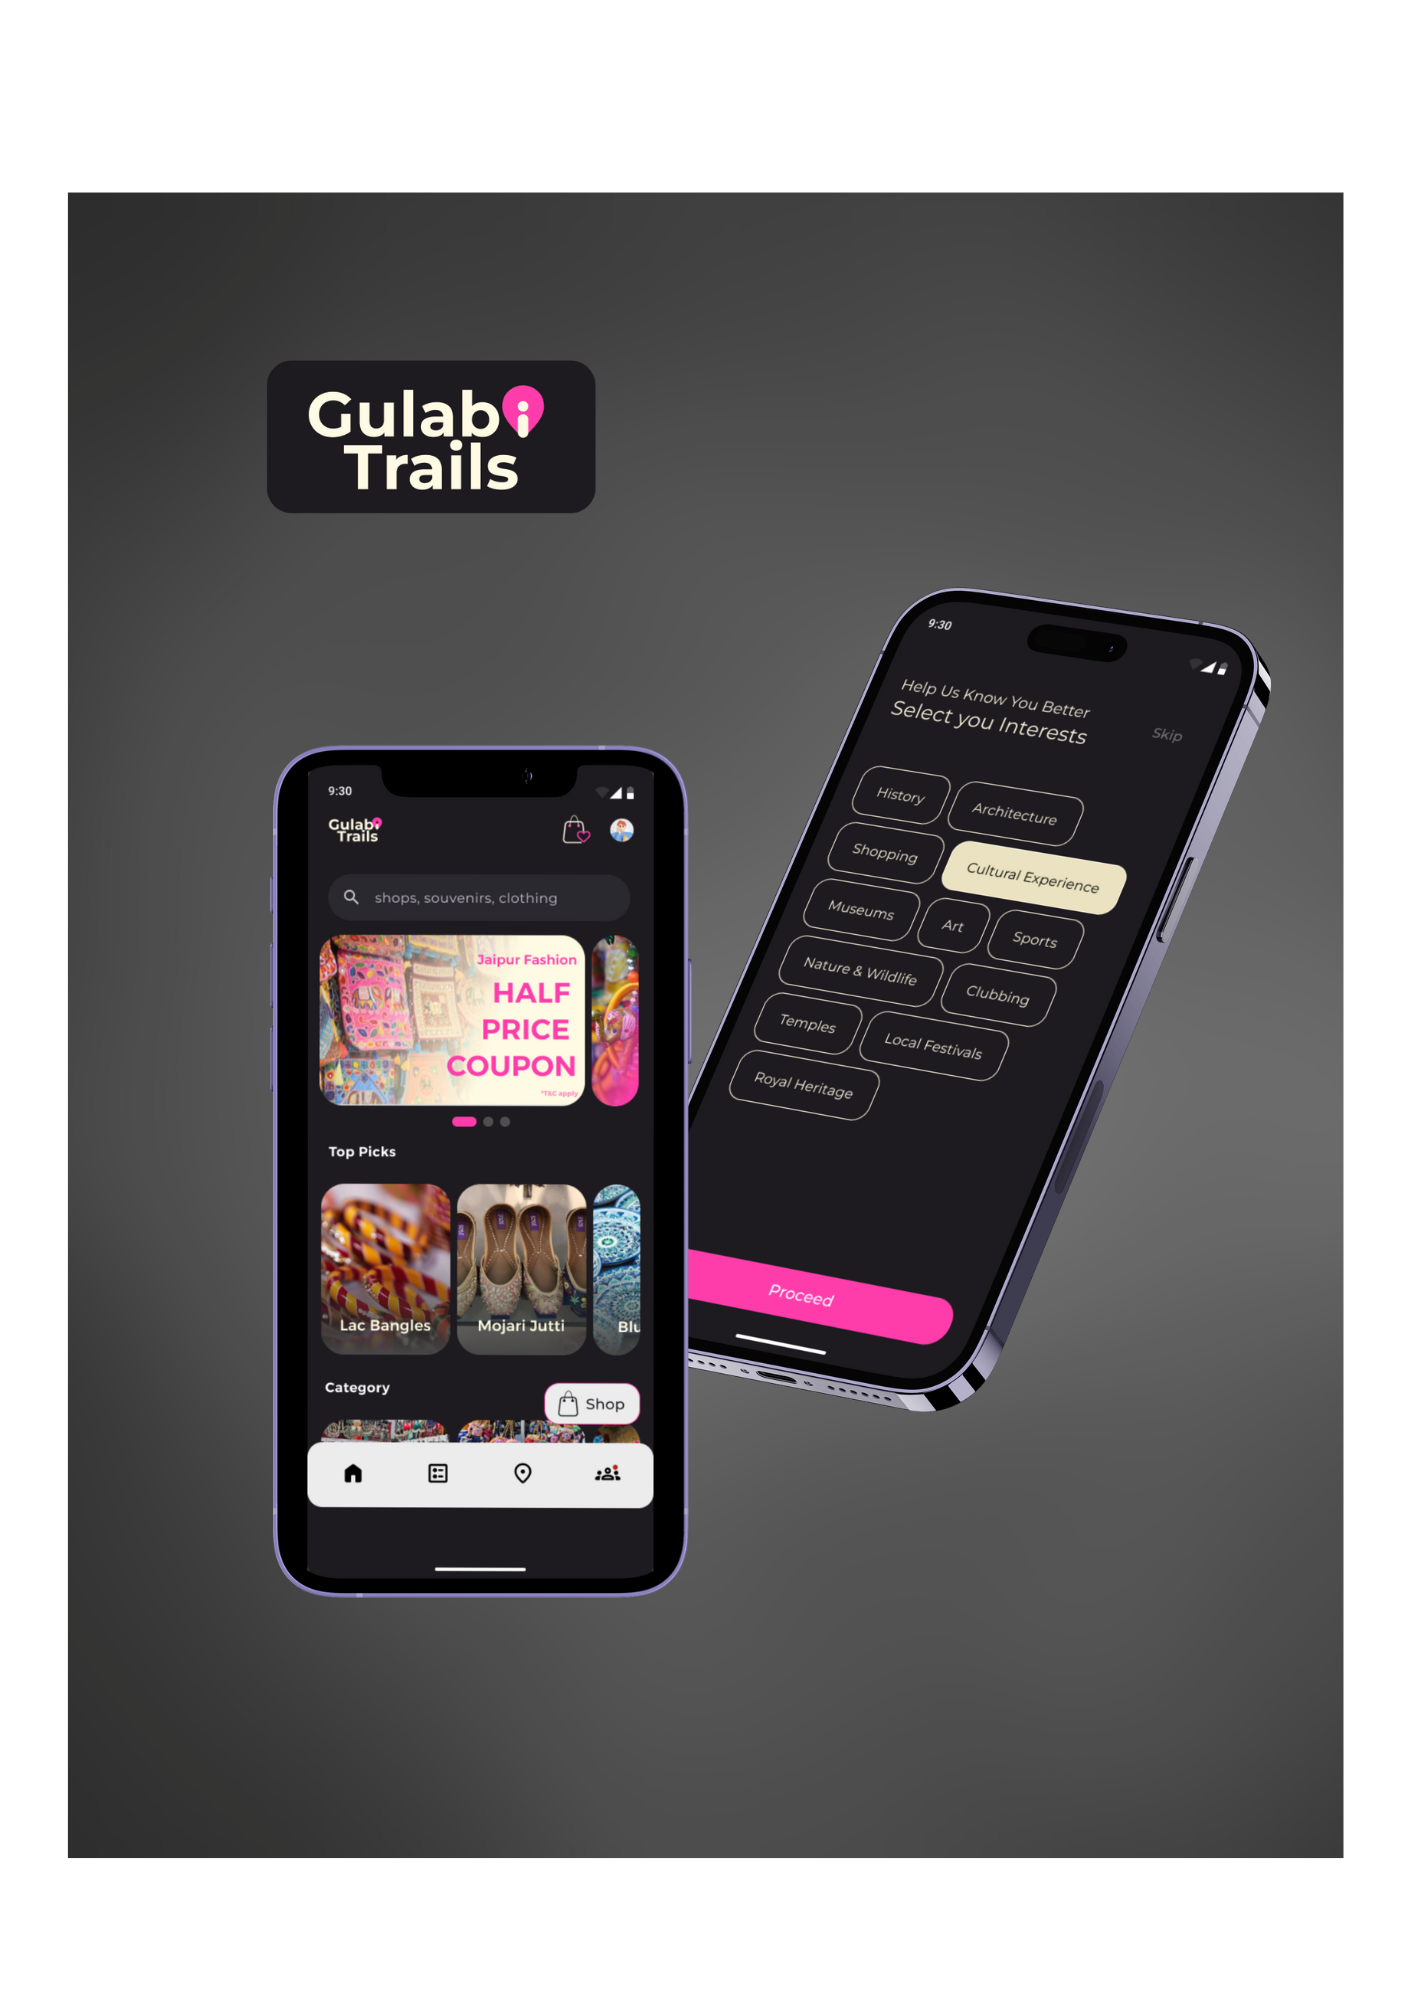 Gulabi
Trails
9:30
Gulabi
Trails
shops, souvenirs, clothing
Jaipur Fashion
HALF
PRICE
COUPON
*T&C apply
Top Picks
Lac Bangles
Mojari Jutti
Blu
Category
Shop
9:30
Help Us Know You Better
Select you Interests
Skip
History
Architecture
Shopping
Cultural Experience
Museums
Art
Sports
Nature & Wildlife
Clubbing
Temples
Local Festivals
Royal Heritage
Proceed